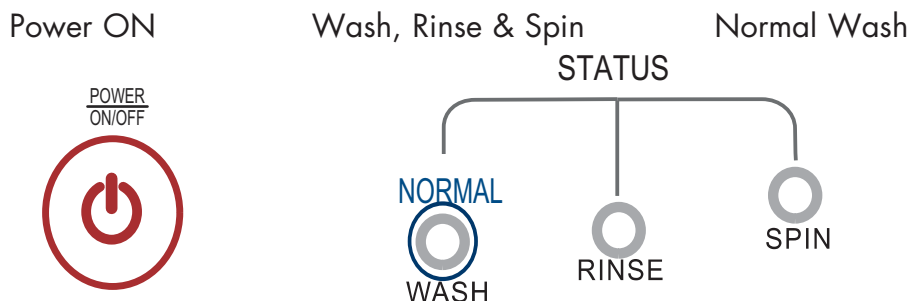 Power ON
Wash, Rinse & Spin
Normal Wash
STATUS
POWER
ON/OFF
NORMAL
WASH
RINSE
SPIN